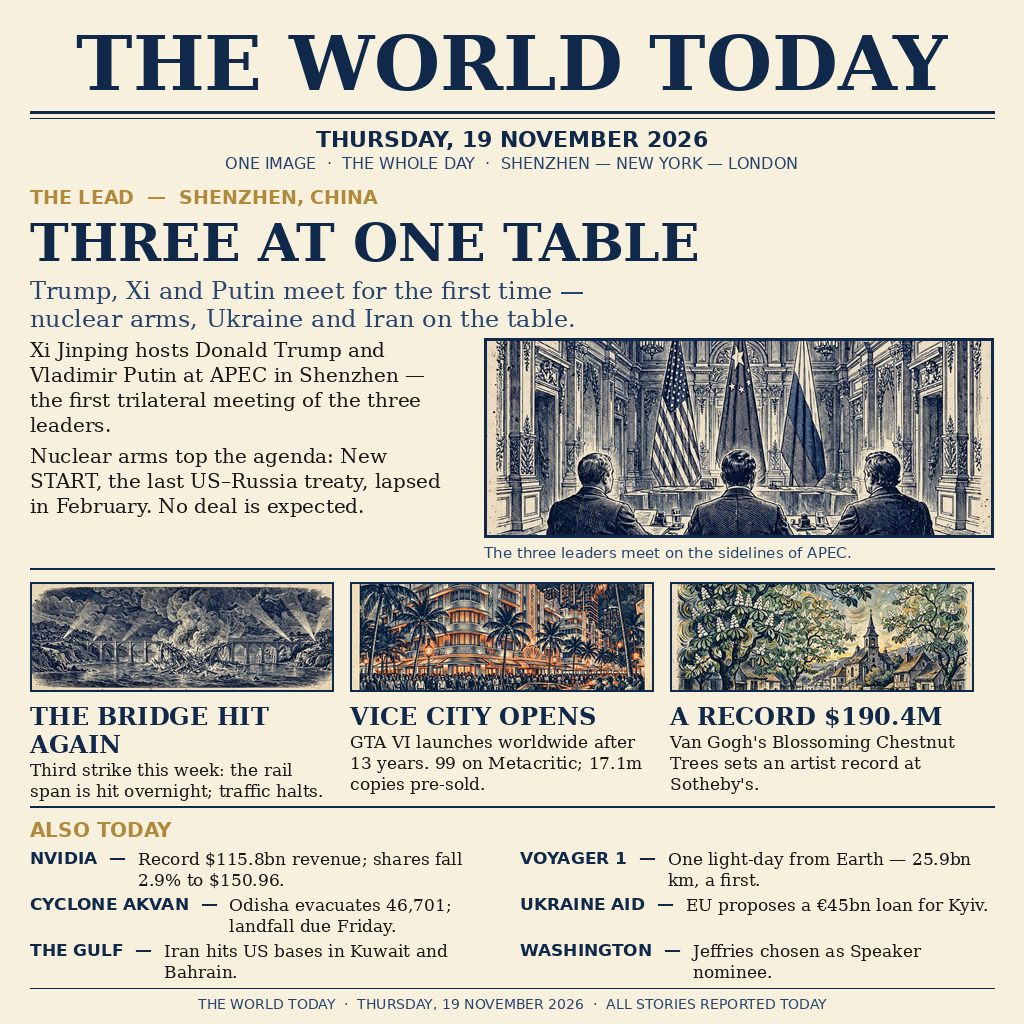 THE WORLD TODAY
THURSDAY, 19 NOVEMBER 2026
ONE IMAGE · THE WHOLE DAY · SHENZHEN — NEW YORK — LONDON
THE LEAD — SHENZHEN, CHINA
THREE AT ONE TABLE
Trump, Xi and Putin meet for the first time —
nuclear arms, Ukraine and Iran on the table.
Xi Jinping hosts Donald Trump and
Vladimir Putin at APEC in Shenzhen —
the first trilateral meeting of the three
leaders.
Nuclear arms top the agenda: New
START, the last US–Russia treaty, lapsed
in February. No deal is expected.
The three leaders meet on the sidelines of APEC.
THE BRIDGE HIT
AGAIN
Third strike this week: the rail
span is hit overnight; traffic halts.
VICE CITY OPENS
GTA VI launches worldwide after
13 years. 99 on Metacritic; 17.1m
copies pre-sold.
A RECORD $190.4M
Van Gogh's Blossoming Chestnut
Trees sets an artist record at
Sotheby's.
ALSO TODAY
NVIDIA — Record $115.8bn revenue; shares fall
2.9% to $150.96.
CYCLONE AKVAN — Odisha evacuates 46,701;
landfall due Friday.
THE GULF — Iran hits US bases in Kuwait and
Bahrain.
VOYAGER 1 — One light-day from Earth — 25.9bn
km, a first.
UKRAINE AID — EU proposes a €45bn loan for Kyiv.
WASHINGTON — Jeffries chosen as Speaker
nominee.
THE WORLD TODAY · THURSDAY, 19 NOVEMBER 2026 · ALL STORIES REPORTED TODAY